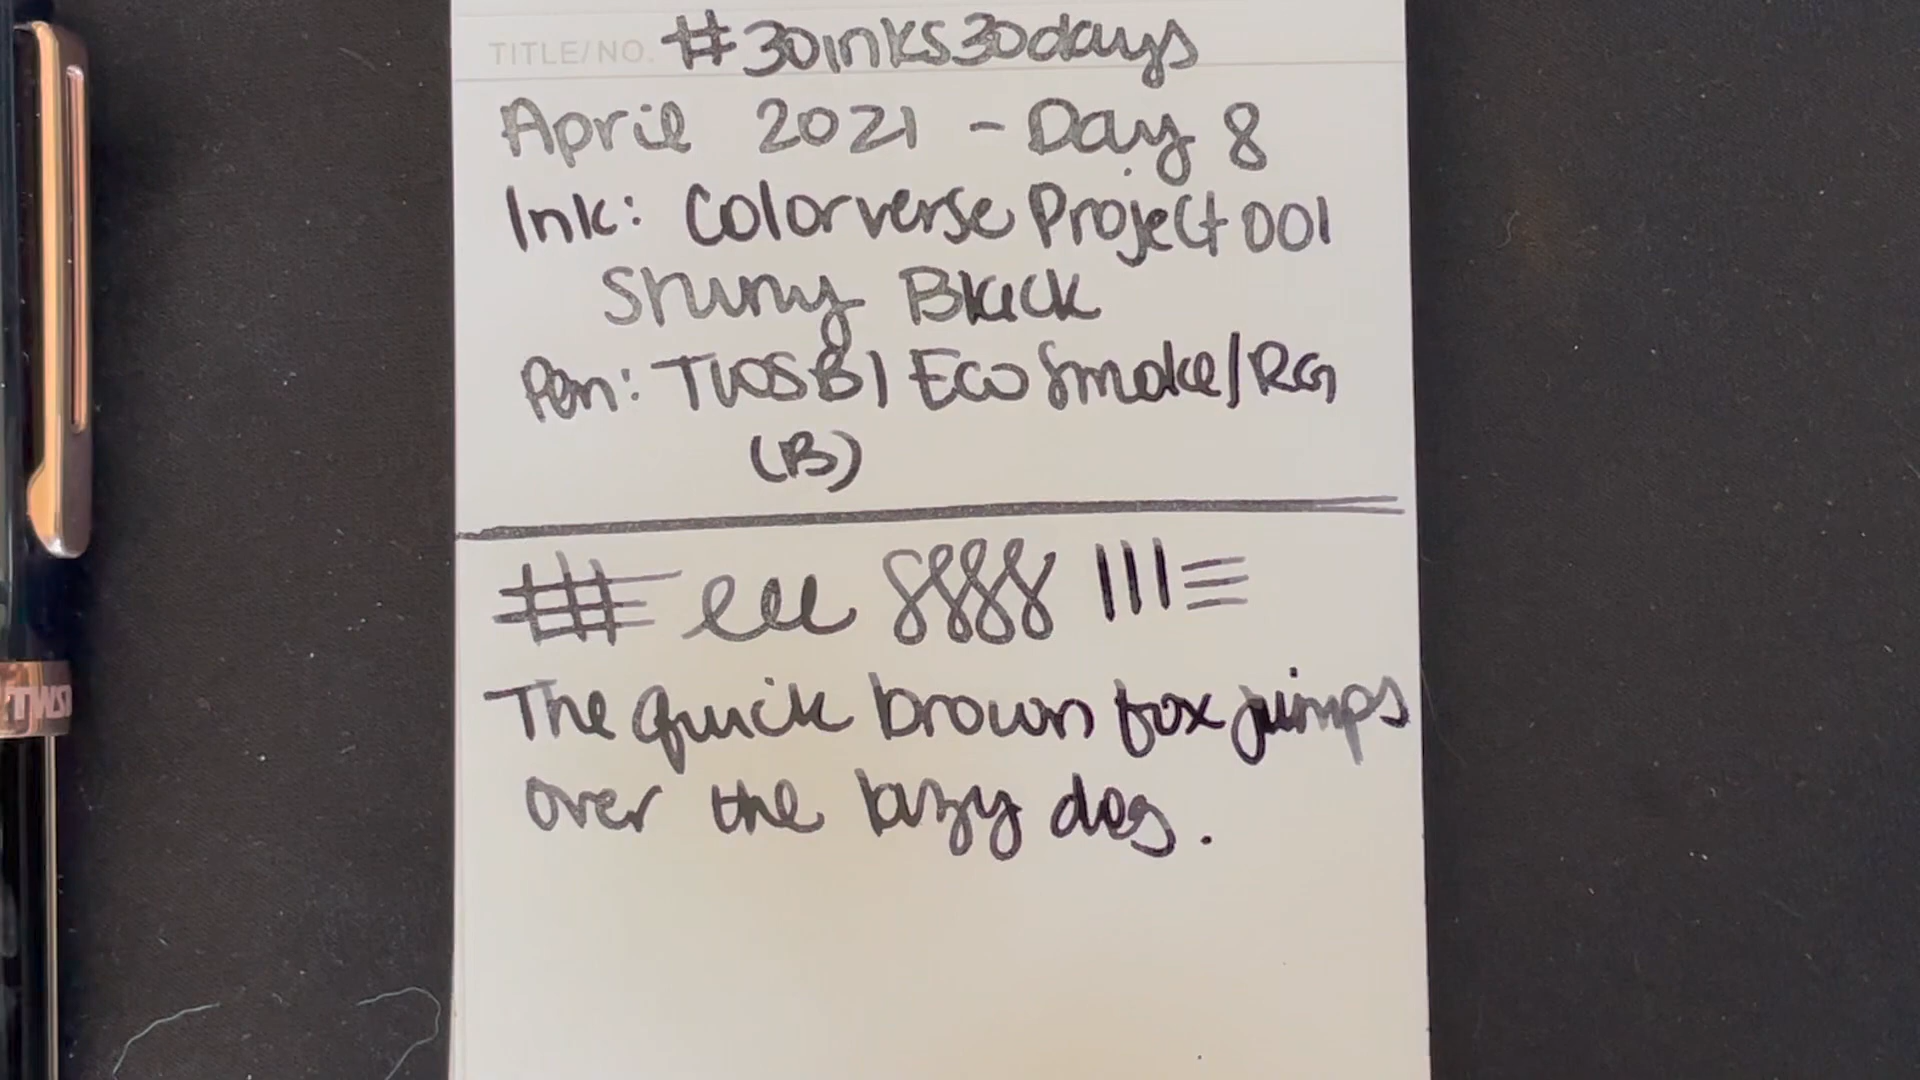 TITLE/NO. #30inks30days
April 2021 - Day 8
Ink: Colorverse Project 001
Shiny Black
Pen: TWSBI Eco Smoke/RG
(B)
# eee 8888 |||≡
The quick brown fox jumps
over the lazy dog.
TWSB